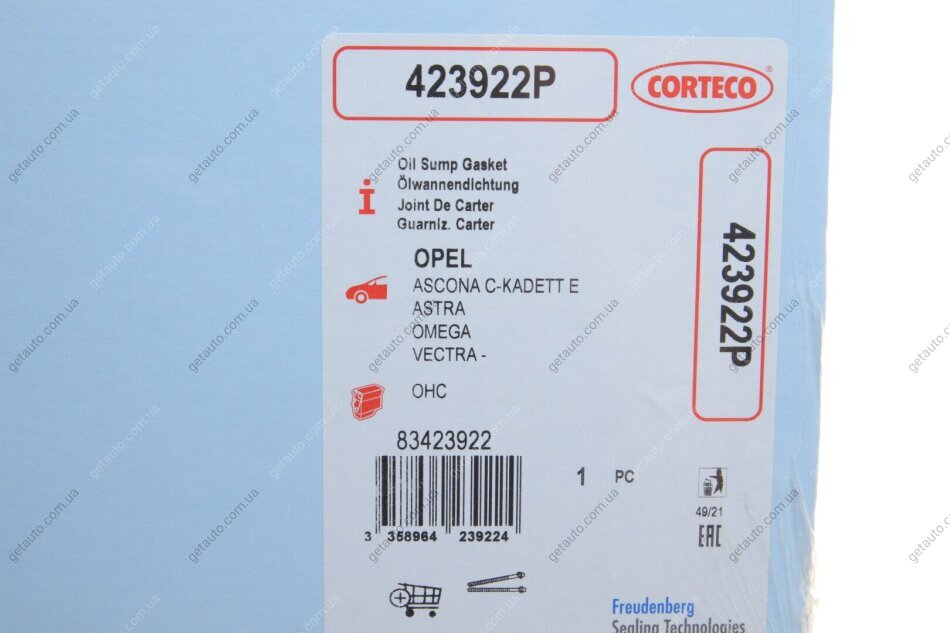 423922P
CORTECO®
Oil Sump Gasket
Ölwannendichtung
Joint De Carter
Guarniz. Carter
OPEL
ASCONA C-KADETT E
ASTRA
OMEGA
VECTRA -
OHC
83423922
3 358964 239224
1 PC
49/21
EAC
423922P
Freudenberg
Sealing Technologies
getauto.com.ua